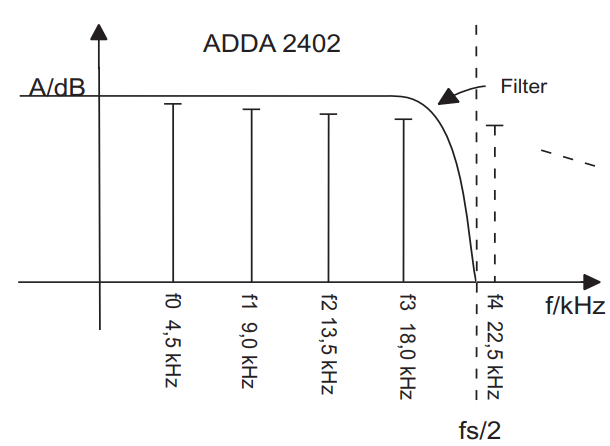 ADDA 2402
A/dB
Filter
f0 4,5 kHz
f1 9,0 kHz
f2 13,5 kHz
f3 18,0 kHz
f4 22,5 kHz
f/kHz
fs/2